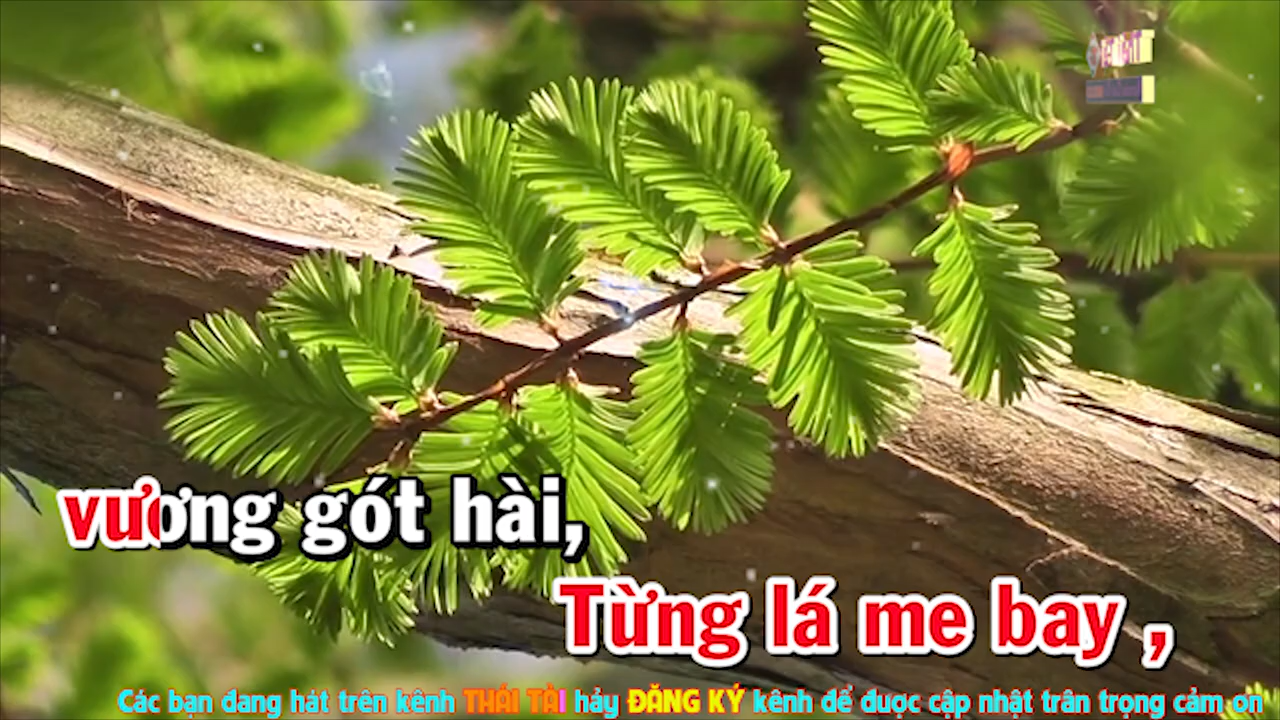 vương gót hài,
Từng lá me bay ,
Các bạn đang hát trên kênh THÁI TÀI hảy ĐĂNG KÝ kênh để được cập nhật trân trọng cảm ơn